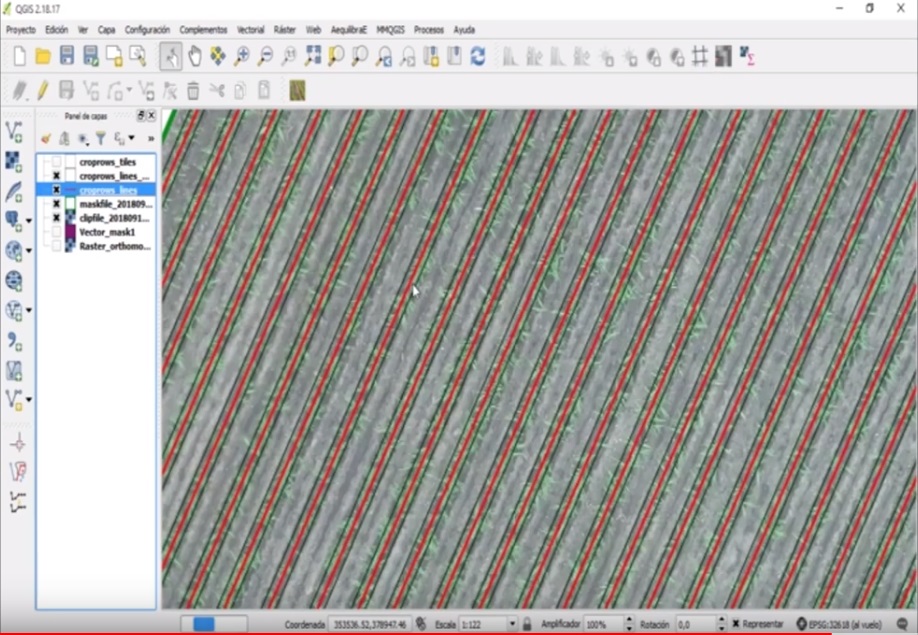 QGIS 2.18.17
Proyecto Edición Ver Capa Configuración Complementos Vectorial Ráster Web AequilibraE MMQGIS Procesos Ayuda
Panel de capas
croprows_tiles
croprows_lines_...
croprows_lines
maskfile_201809...
clipfile_2018091...
Vector_mask1
Raster_orthomo...
Coordenada 353536.52,378947.46 Escala 1:122 Amplificador 100% Rotación 0,0 Representar EPSG:32618 (al vuelo)